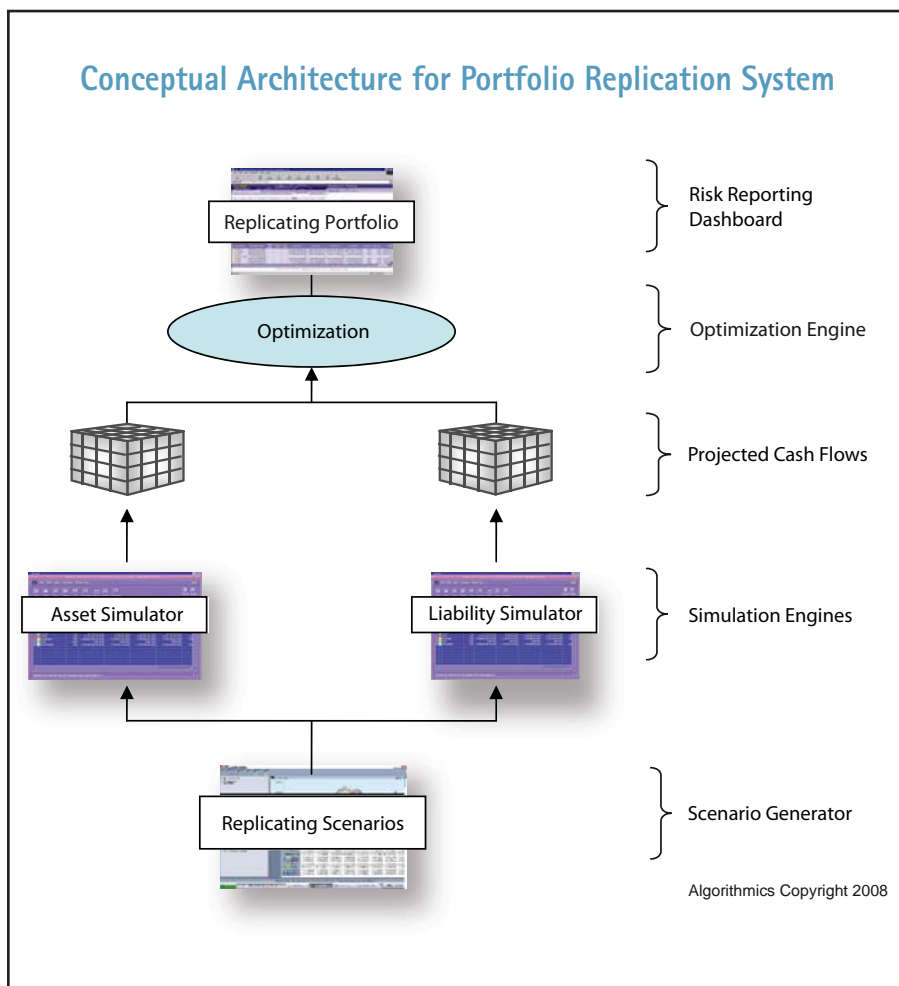 Conceptual Architecture for Portfolio Replication System
Replicating Portfolio
Risk Reporting
Dashboard
Optimization
Optimization Engine
Projected Cash Flows
Asset Simulator
Liability Simulator
Simulation Engines
Replicating Scenarios
Scenario Generator
Algorithmics Copyright 2008